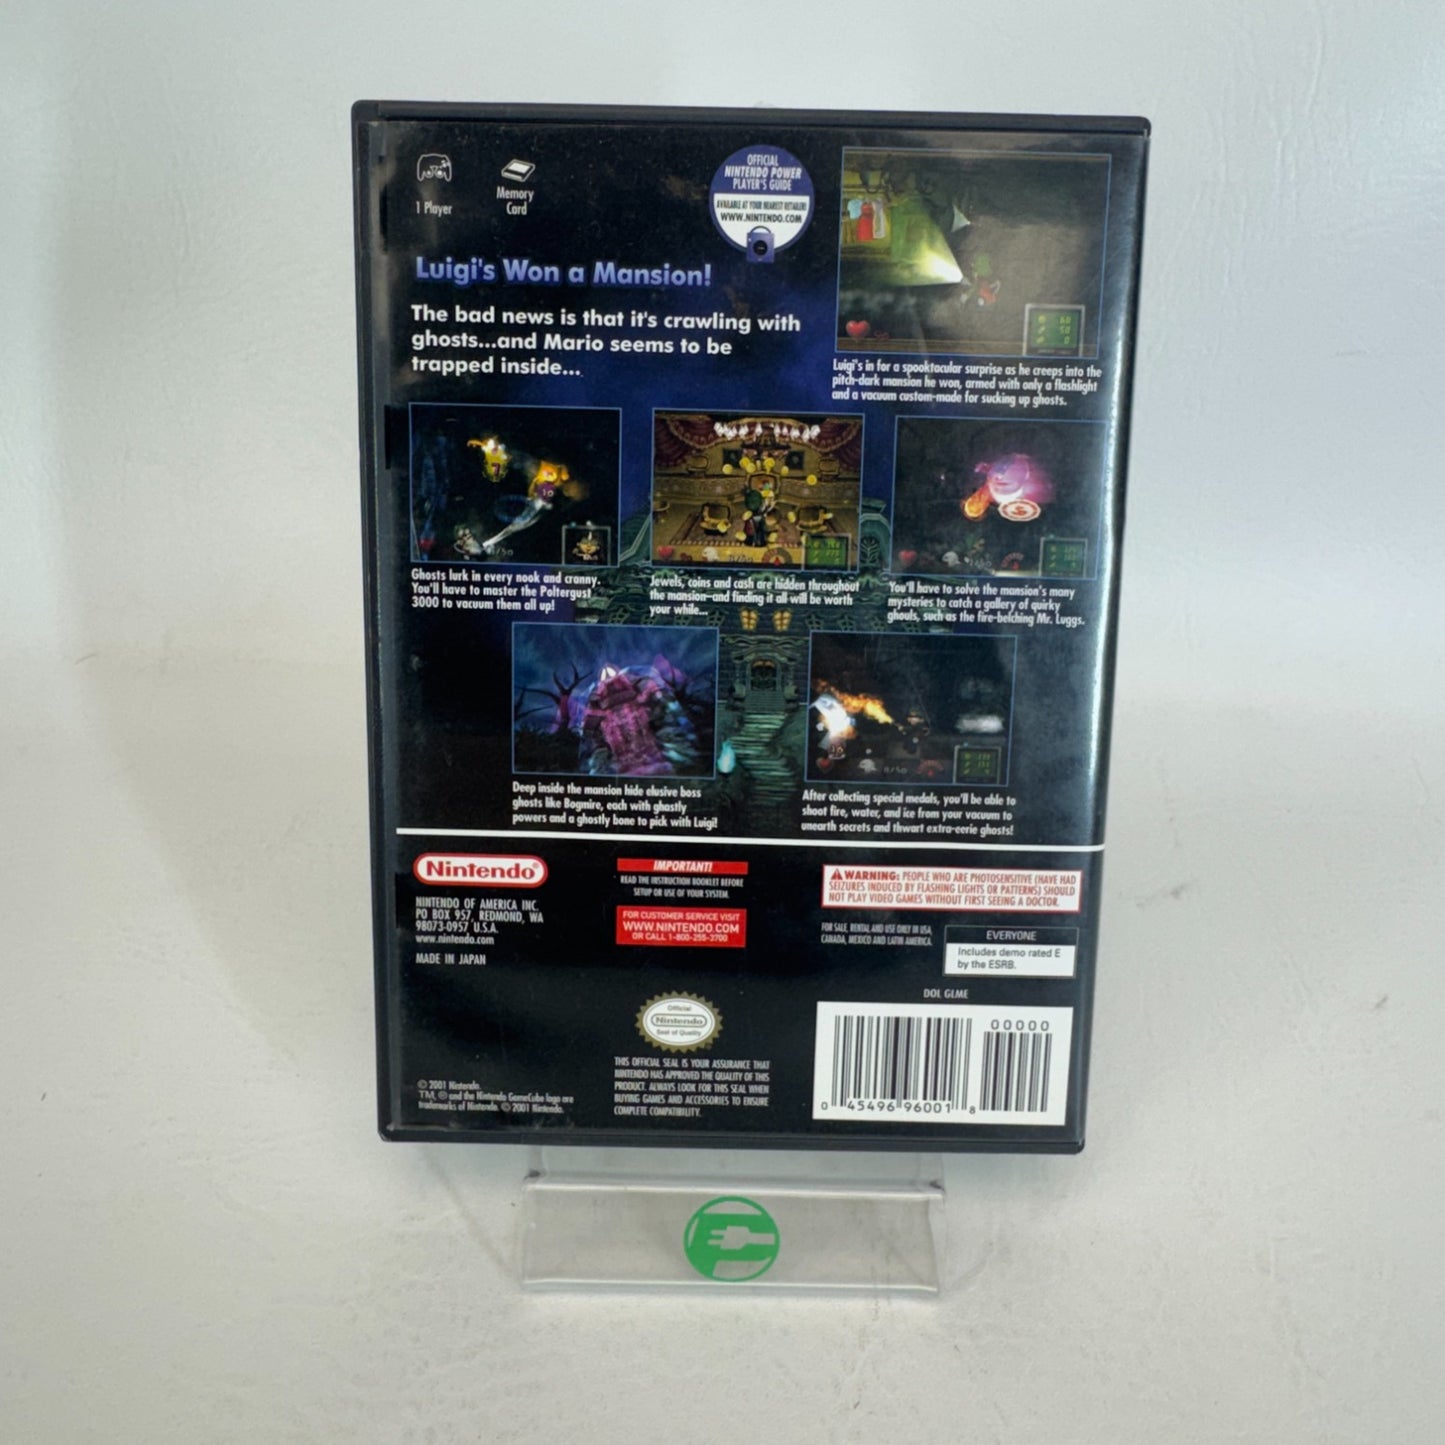 1 Player
Memory
Card
OFFICIAL
NINTENDO POWER
PLAYER'S GUIDE
AVAILABLE AT YOUR NEAREST RETAILER!
WWW.NINTENDO.COM
Luigi's Won a Mansion!
The bad news is that it's crawling with
ghosts...and Mario seems to be
trapped inside...
Luigi's in for a spooktacular surprise as he creeps into the
pitch-dark mansion he won, armed with only a flashlight
and a vacuum custom-made for sucking up ghosts.
Ghosts lurk in every nook and cranny.
You'll have to master the Poltergust
3000 to vacuum them all up!
Jewels, coins and cash are hidden throughout
the mansion–and finding it all will be worth
your while...
You'll have to solve the mansion's many
mysteries to catch a gallery of quirky
ghouls, such as the fire-belching Mr. Luggs.
Deep inside the mansion hide elusive boss
ghosts like Bogmire, each with ghastly
powers and a ghostly bone to pick with Luigi!
After collecting special medals, you'll be able to
shoot fire, water, and ice from your vacuum to
unearth secrets and thwart extra-eerie ghosts!
Nintendo®
NINTENDO OF AMERICA INC.
PO BOX 957, REDMOND, WA
98073-0957 U.S.A.
www.nintendo.com
MADE IN JAPAN
IMPORTANT!
READ THE INSTRUCTION BOOKLET BEFORE
SETUP OR USE OF YOUR SYSTEM.
FOR CUSTOMER SERVICE VISIT
WWW.NINTENDO.COM
OR CALL 1-800-255-3700
WARNING: PEOPLE WHO ARE PHOTOSENSITIVE (HAVE HAD
SEIZURES INDUCED BY FLASHING LIGHTS OR PATTERNS) SHOULD
NOT PLAY VIDEO GAMES WITHOUT FIRST SEEING A DOCTOR.
FOR SALE, RENTAL AND USE ONLY IN USA,
CANADA, MEXICO AND LATIN AMERICA.
EVERYONE
Includes demo rated E
by the ESRB.
DOL GLME
Official
Nintendo
Seal of Quality
THIS OFFICIAL SEAL IS YOUR ASSURANCE THAT
NINTENDO HAS APPROVED THE QUALITY OF THIS
PRODUCT. ALWAYS LOOK FOR THIS SEAL WHEN
BUYING GAMES AND ACCESSORIES TO ENSURE
COMPLETE COMPATIBILITY.
© 2001 Nintendo.
TM, ® and the Nintendo GameCube logo are
trademarks of Nintendo. © 2001 Nintendo.
00000
0 45496 96001 8